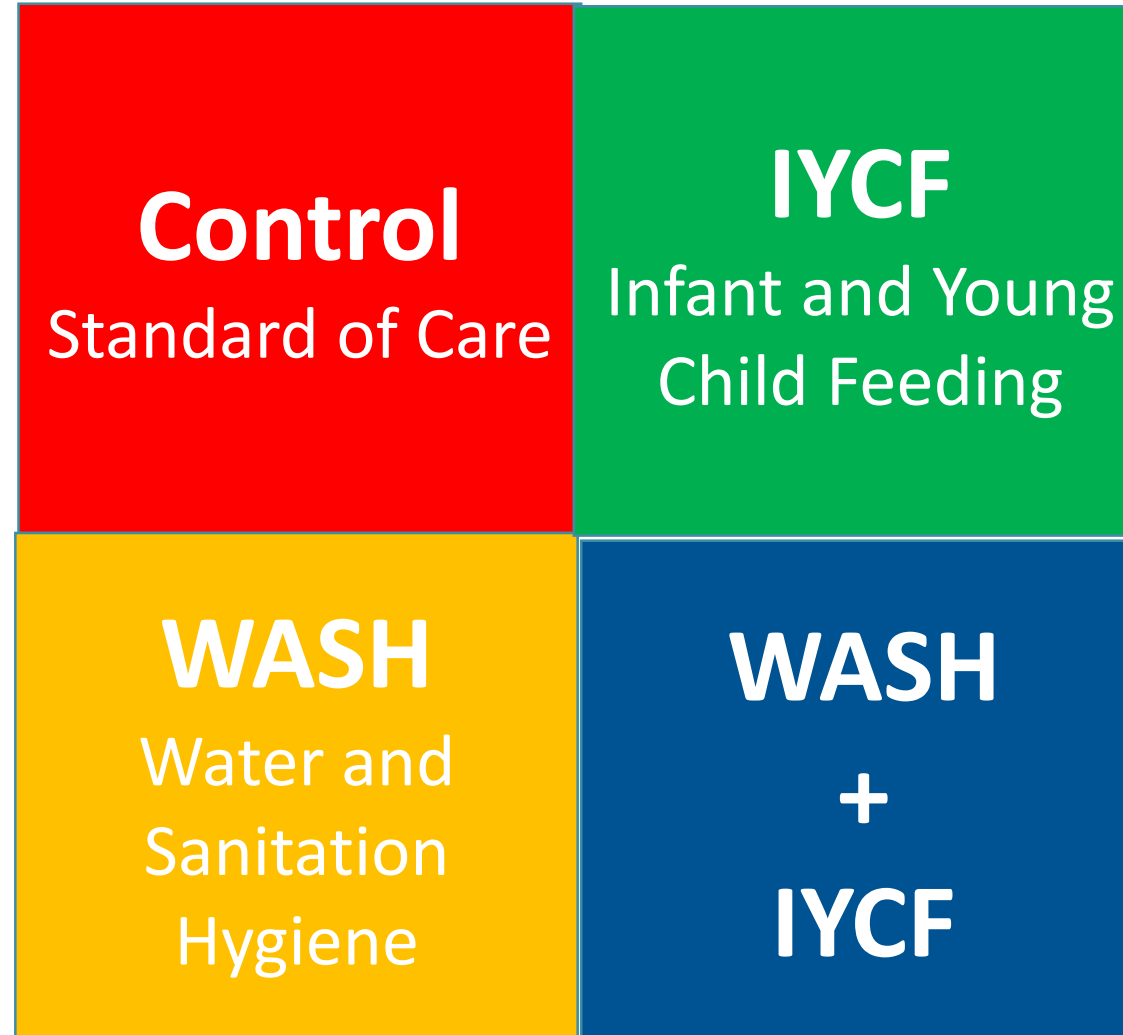 Control
Standard of Care
IYCF
Infant and Young
Child Feeding
WASH
Water and
Sanitation
Hygiene
WASH
+
IYCF